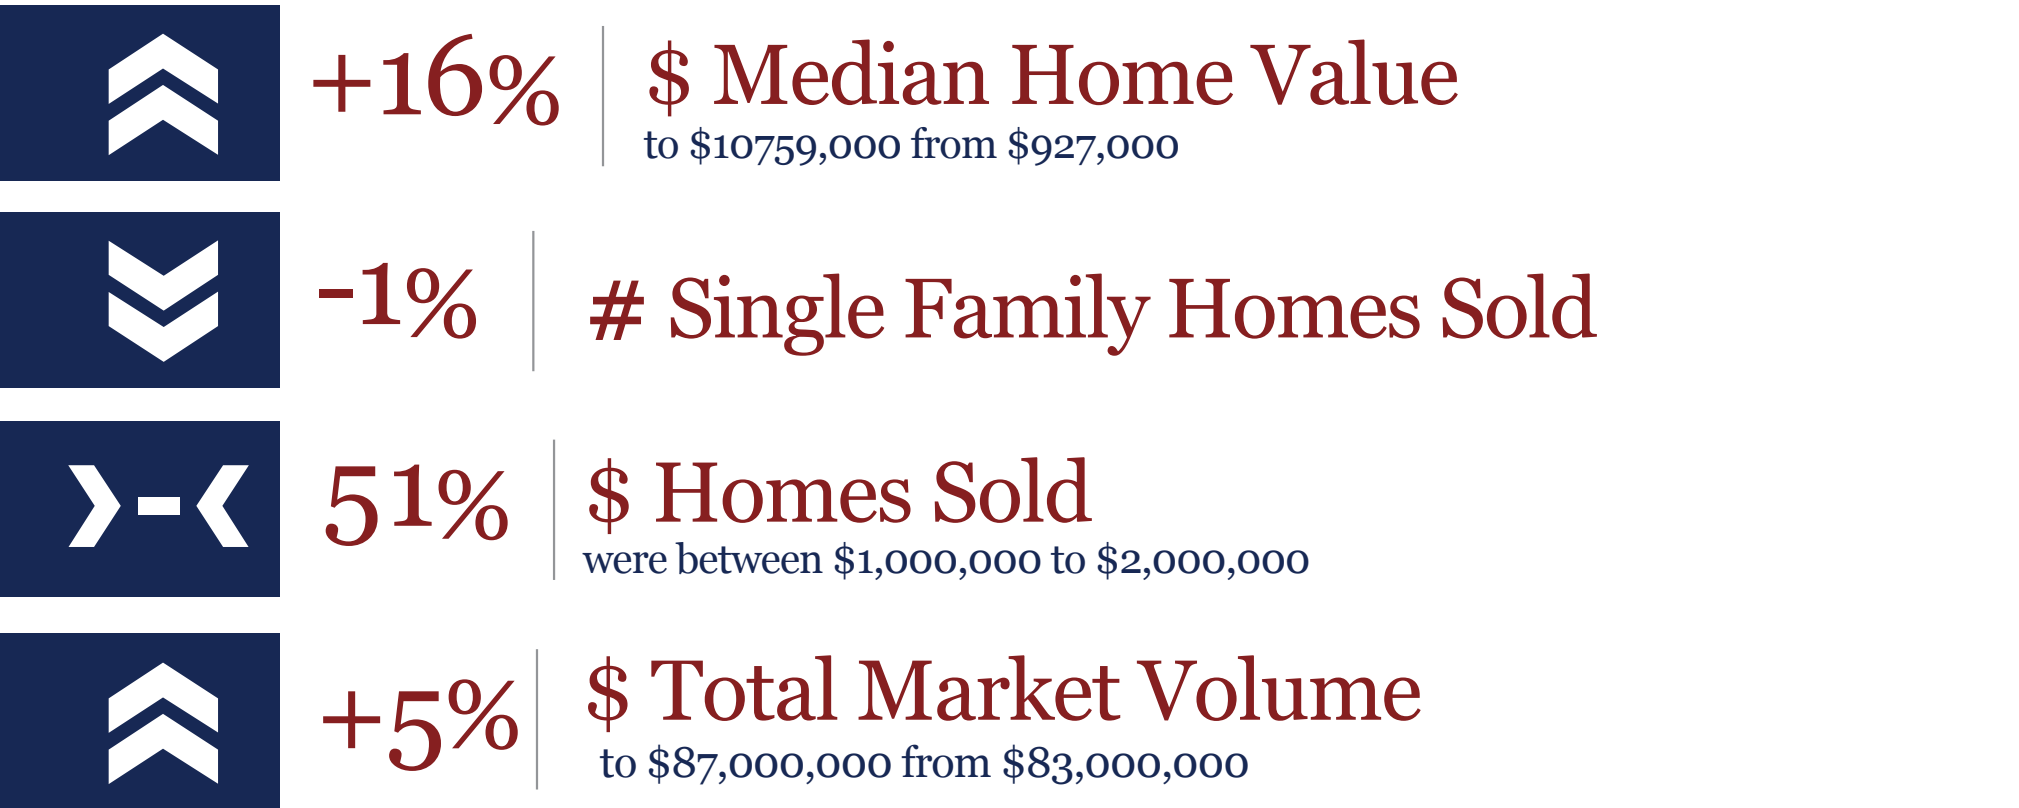 +16%
$ Median Home Value
to $10759,000 from $927,000
-1%
# Single Family Homes Sold
51%
$ Homes Sold
were between $1,000,000 to $2,000,000
+5%
$ Total Market Volume
to $87,000,000 from $83,000,000